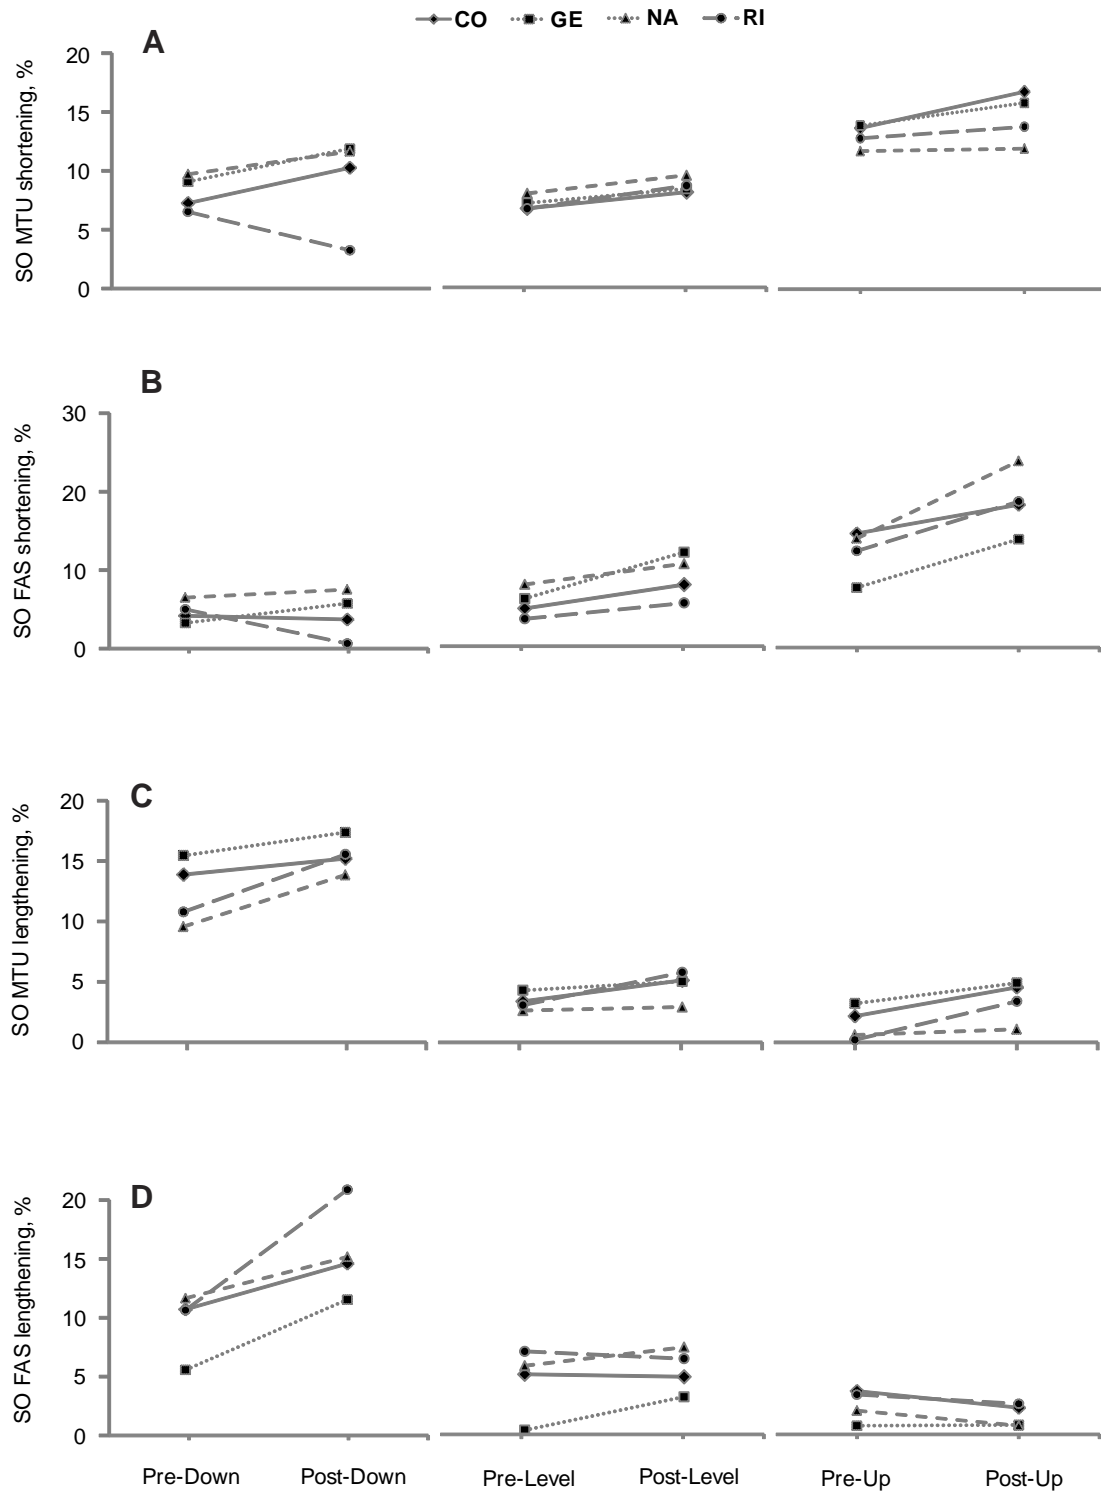 CO GE NA RI
A
SO MTU shortening, %
20
15
10
5
0
B
SO FAS shortening, %
30
20
10
0
C
SO MTU lengthening, %
20
15
10
5
0
D
SO FAS lengthening, %
20
15
10
5
0
Pre-Down Post-Down Pre-Level Post-Level Pre-Up Post-Up